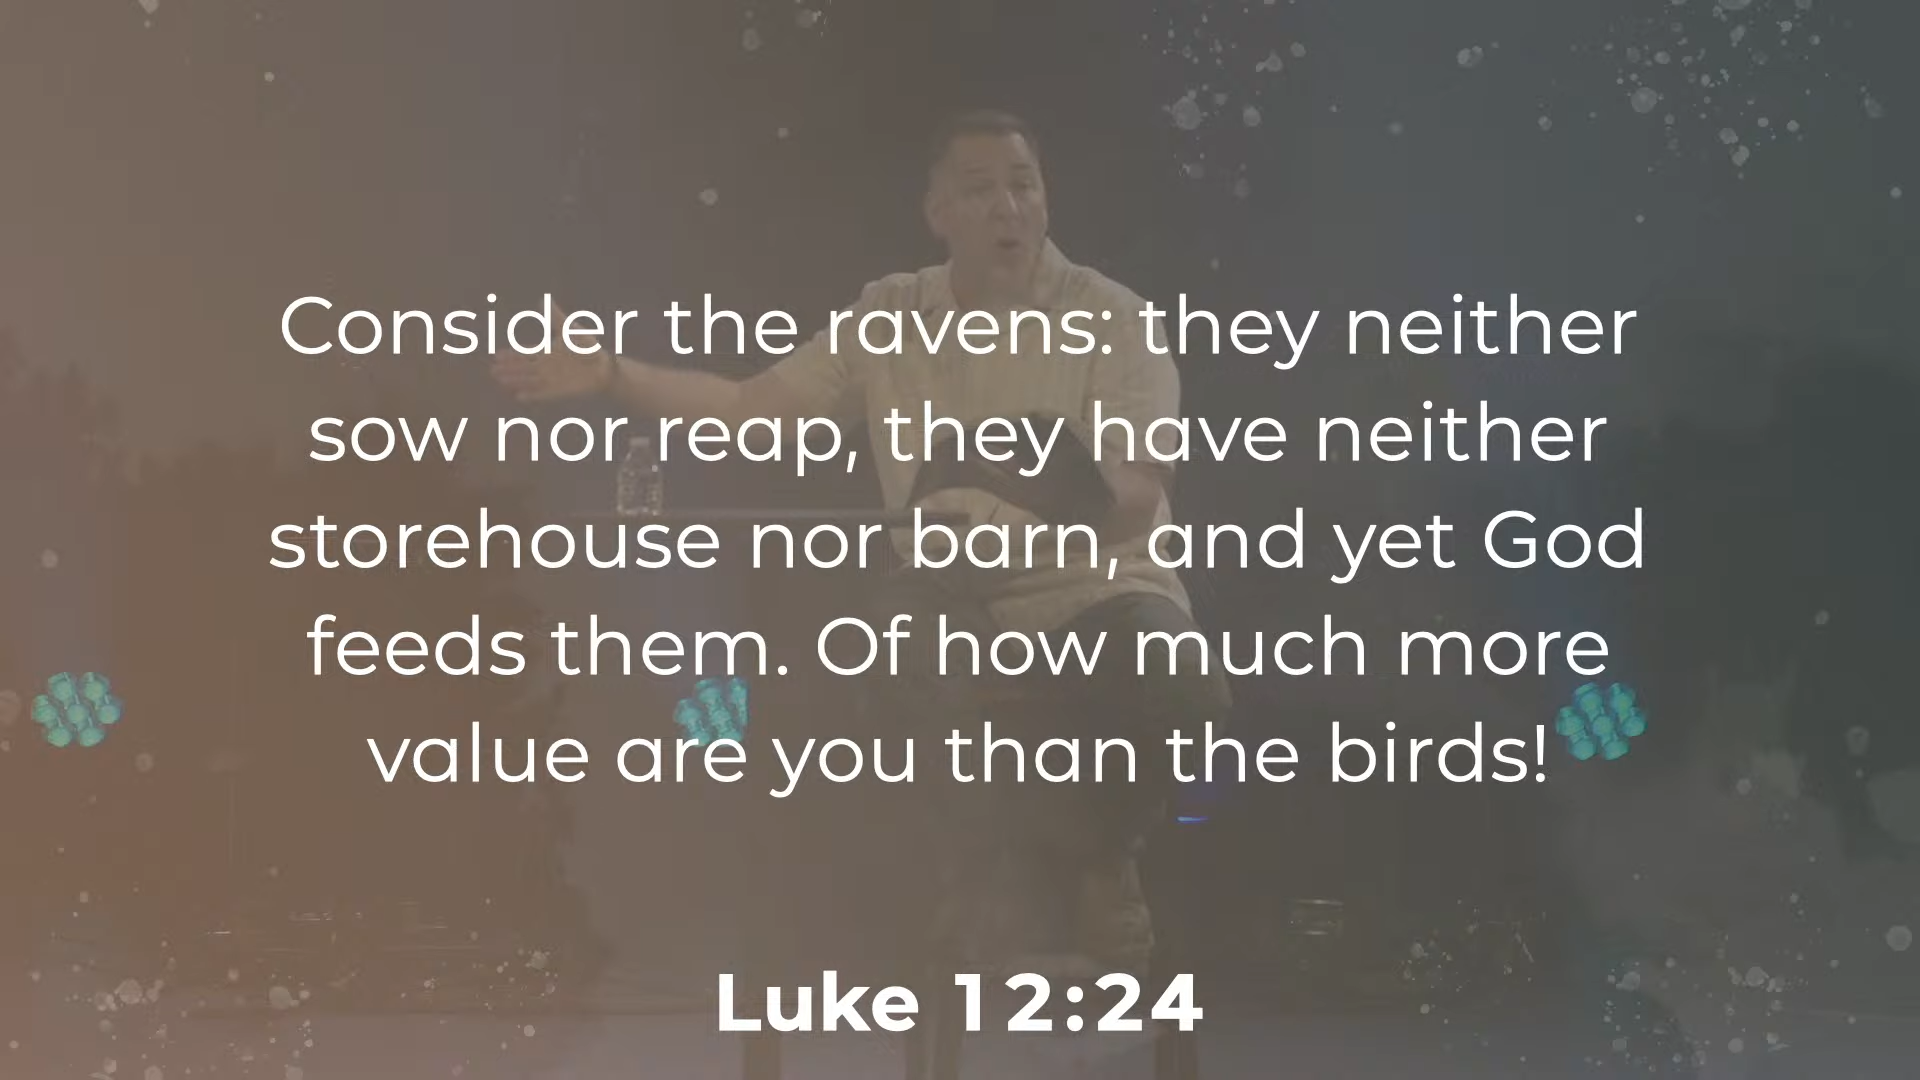 Consider the ravens: they neither
sow nor reap, they have neither
storehouse nor barn, and yet God
feeds them. Of how much more
value are you than the birds!
Luke 12:24